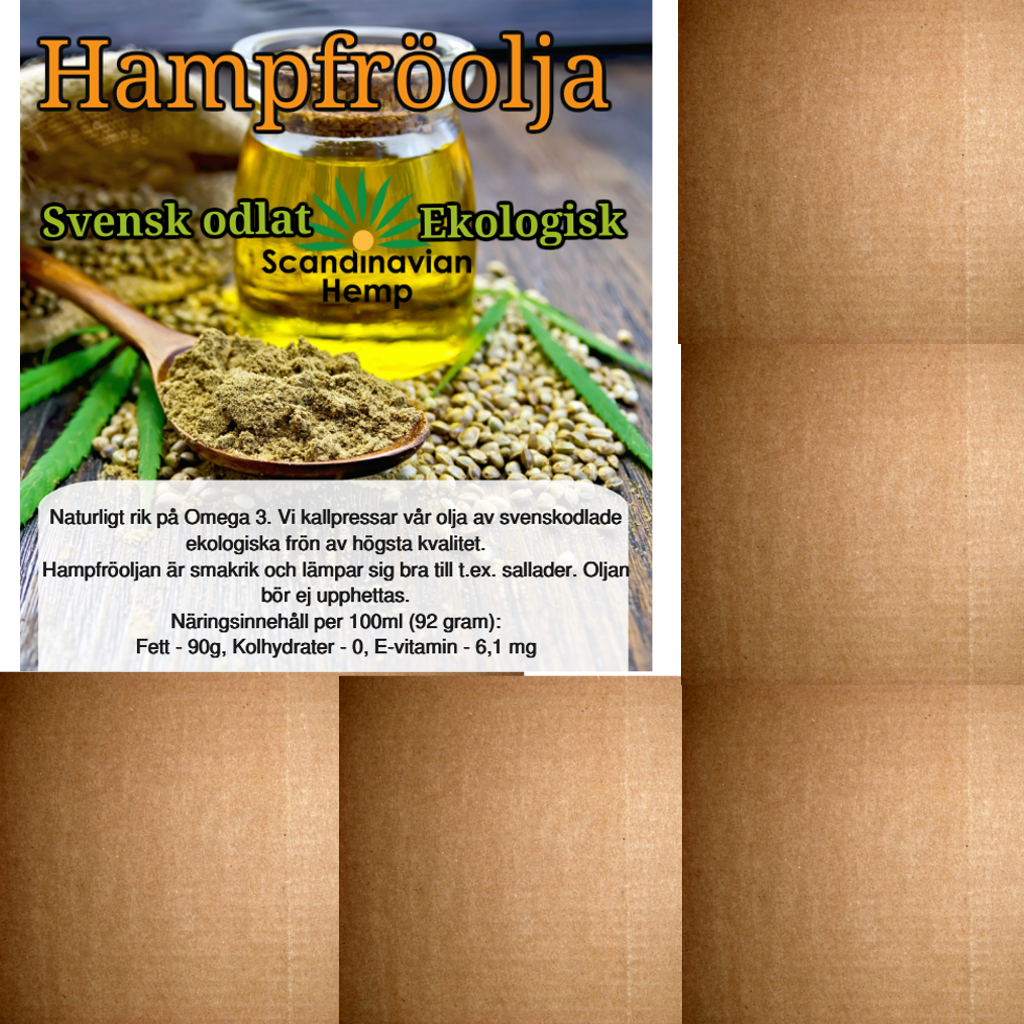 Hampfröolja
Svensk odlat
Ekologisk
Scandinavian
Hemp
Naturligt rik på Omega 3. Vi kallpressar vår olja av svenskodlade
ekologiska frön av högsta kvalitet.
Hampfröoljan är smakrik och lämpar sig bra till t.ex. sallader. Oljan
bör ej upphettas.
Näringsinnehåll per 100ml (92 gram):
Fett - 90g, Kolhydrater - 0, E-vitamin - 6,1 mg